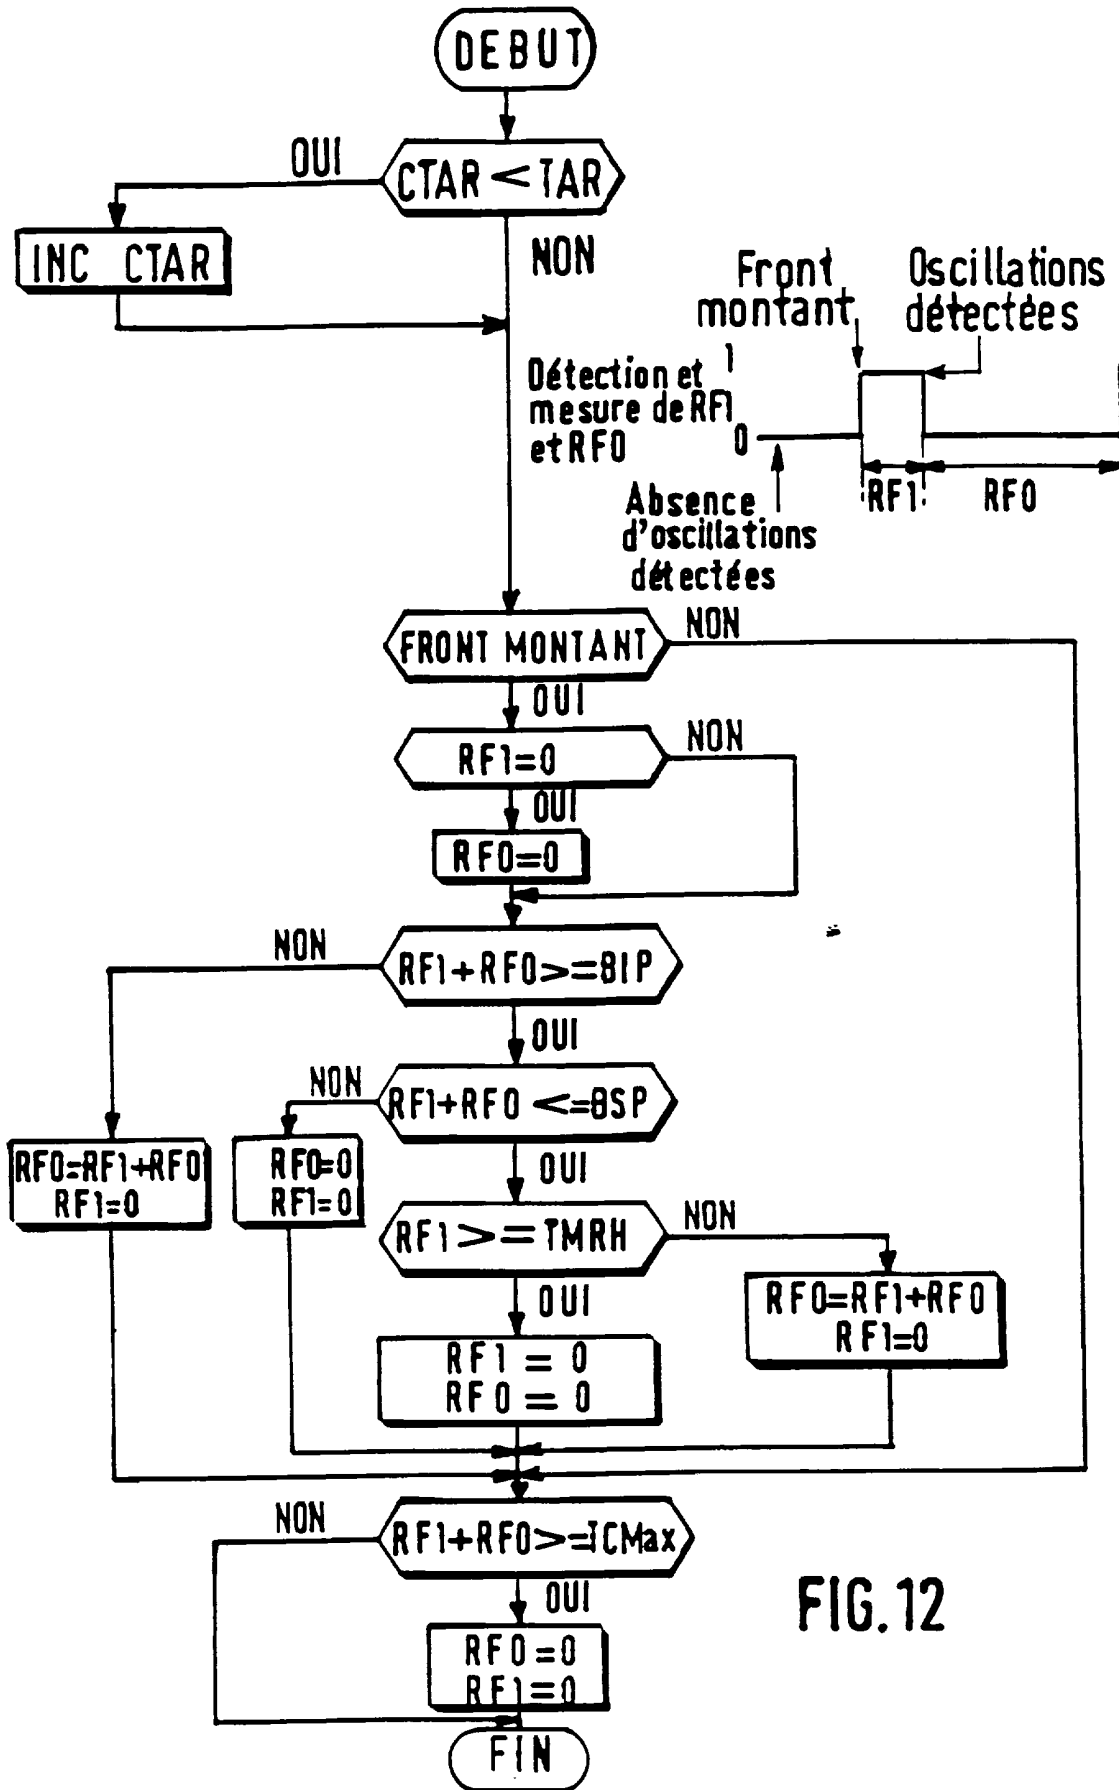 DEBUT
OUI
CTAR < TAR
INC CTAR
NON
Front
montant
Oscillations
détectées
Détection et
mesure de RF1
et RF0
1
0
RF1
RF0
Absence
d'oscillations
détectées
FRONT MONTANT
NON
OUI
RF1=0
NON
OUI
RF0=0
NON
RF1+RF0>=BIP
OUI
NON
RF1+RF0 <=BSP
RF0=RF1+RF0
RF1=0
RF0=0
RF1=0
OUI
RF1 >= TMRH
NON
OUI
RF0=RF1+RF0
RF1=0
RF1 = 0
RF0 = 0
NON
RF1+RF0>=TCMax
OUI
RF0=0
RF1=0
FIN
FIG.12